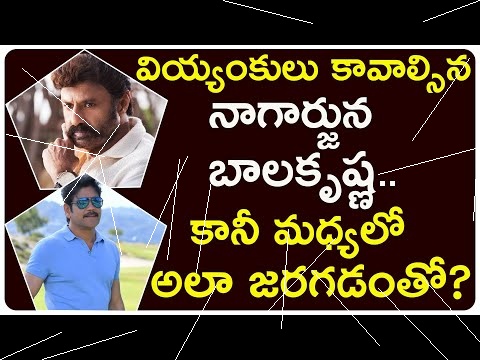 వియ్యంకులు కావాల్సిన
నాగార్జున
బాలకృష్ణ..
కానీ మధ్యలో
అలా జరగడంతో?